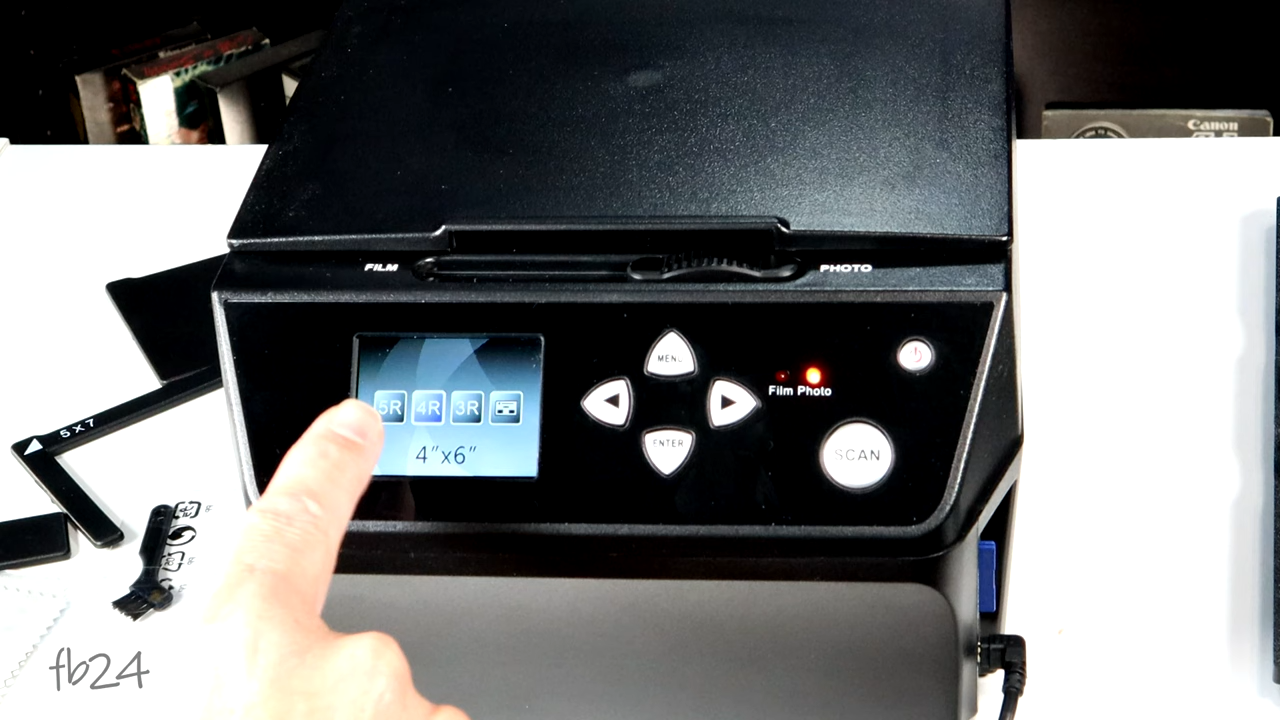 Canon
FILM
PHOTO
MENU
5R 4R 3R
4"x6"
Film Photo
ENTER
SCAN
5X7
fb24